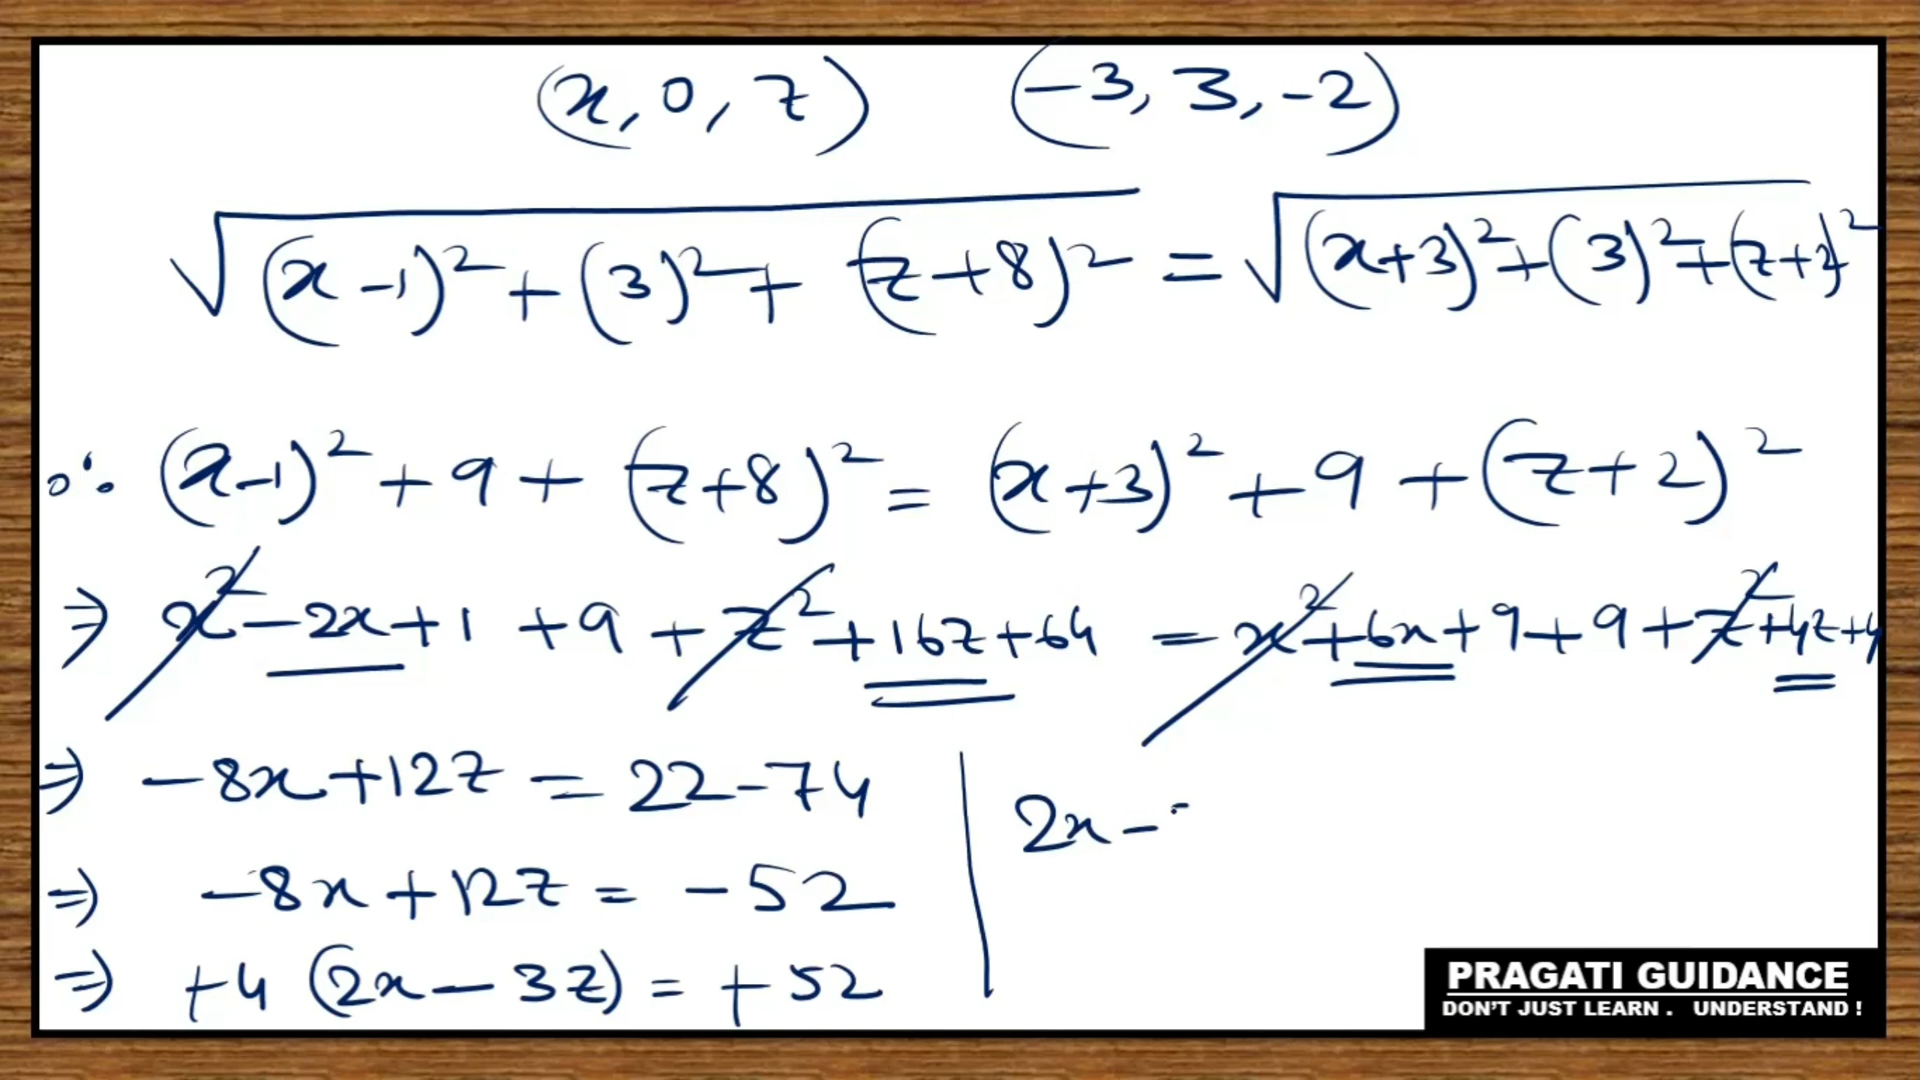 (x, 0, z) (-3, 3, -2)
√((x-1)² + (3)² + (z+8)²) = √((x+3)² + (3)² + (z+2)²)
∴ (x-1)² + 9 + (z+8)² = (x+3)² + 9 + (z+2)²
⇒ x² - 2x + 1 + 9 + z² + 16z + 64 = x² + 6x + 9 + 9 + z² + 4z + 4
⇒ -8x + 12z = 22 - 74
2x -
⇒ -8x + 12z = -52
⇒ +4 (2x - 3z) = +52
PRAGATI GUIDANCE
DON'T JUST LEARN . UNDERSTAND !